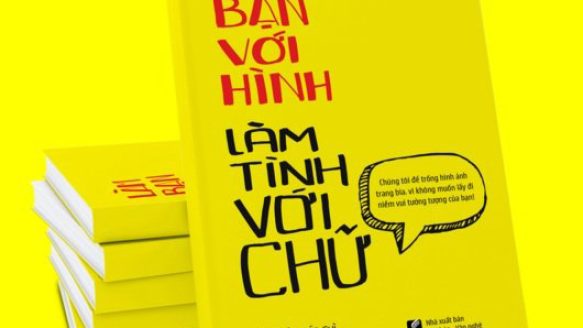 BẠN
VỚI
HÌNH
LÀM
TÌNH
VỚI
CHỮ
Chúng tôi để trống hình ảnh
trang bìa, vì không muốn lấy đi
niềm vui tưởng tượng của bạn!
Nhà xuất bản